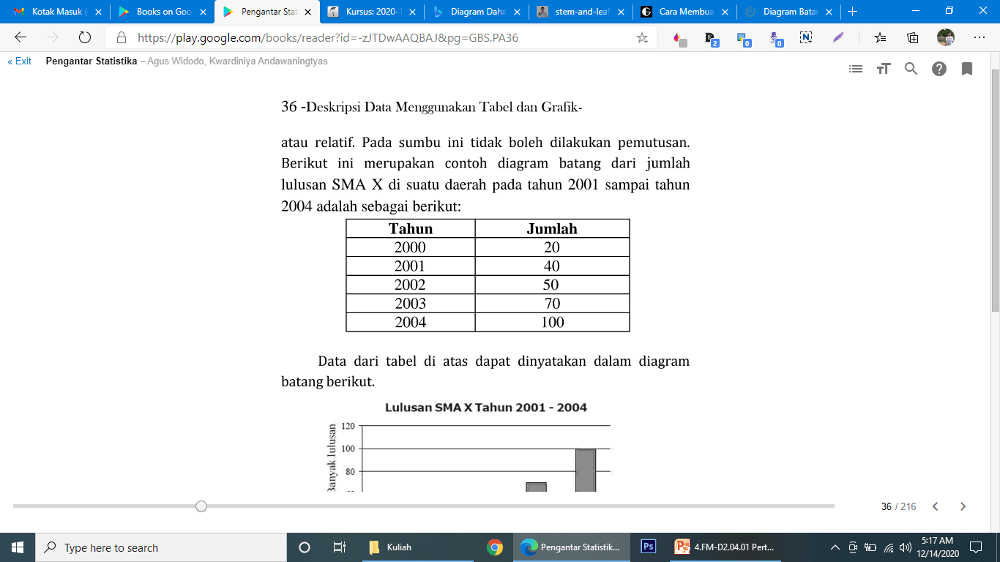 Kotak Masuk (
Books on Goo
Pengantar Stat
Kursus: 2020-1
Diagram Daha
stem-and-leaf
Cara Membua
Diagram Batar
https://play.google.com/books/reader?id=-zJTDwAAQBAJ&pg=GBS.PA36
2
0
0
« Exit Pengantar Statistika – Agus Widodo, Kwardiniya Andawaningtyas
36 -Deskripsi Data Menggunakan Tabel dan Grafik-
atau relatif. Pada sumbu ini tidak boleh dilakukan pemutusan.
Berikut ini merupakan contoh diagram batang dari jumlah
lulusan SMA X di suatu daerah pada tahun 2001 sampai tahun
2004 adalah sebagai berikut:
Tahun Jumlah
2000 20
2001 40
2002 50
2003 70
2004 100
Data dari tabel di atas dapat dinyatakan dalam diagram
batang berikut.
Lulusan SMA X Tahun 2001 - 2004
Banyak lulusan
120
100
80
36 / 216
Type here to search
Kuliah
Pengantar Statistik...
Ps
4.FM-D2.04.01 Pert...
5:17 AM
12/14/2020